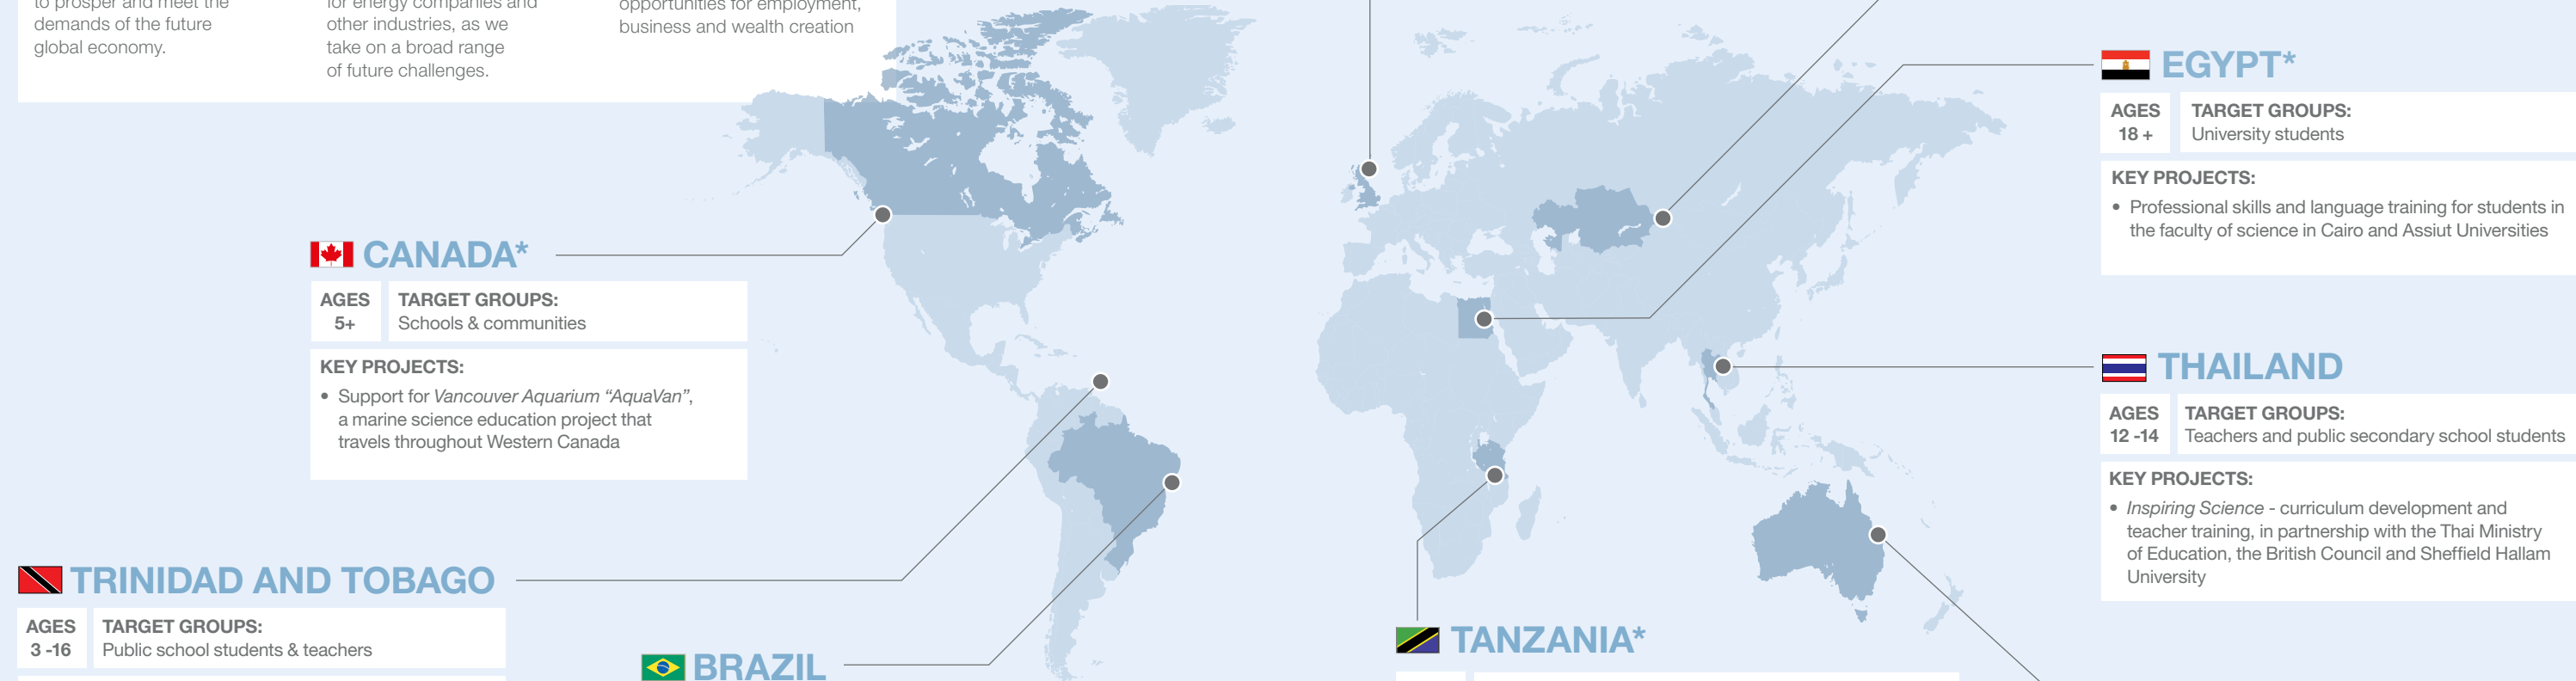 to prosper and meet the
demands of the future
global economy.
for energy companies and
other industries, as we
take on a broad range
of future challenges.
opportunities for employment,
business and wealth creation
CANADA*
AGES
5+
TARGET GROUPS:
Schools & communities
KEY PROJECTS:
• Support for Vancouver Aquarium “AquaVan”,
a marine science education project that
travels throughout Western Canada
TRINIDAD AND TOBAGO
AGES
3 -16
TARGET GROUPS:
Public school students & teachers
BRAZIL
TANZANIA*
EGYPT*
AGES
18 +
TARGET GROUPS:
University students
KEY PROJECTS:
• Professional skills and language training for students in
the faculty of science in Cairo and Assiut Universities
THAILAND
AGES
12 -14
TARGET GROUPS:
Teachers and public secondary school students
KEY PROJECTS:
• Inspiring Science - curriculum development and
teacher training, in partnership with the Thai Ministry
of Education, the British Council and Sheffield Hallam
University